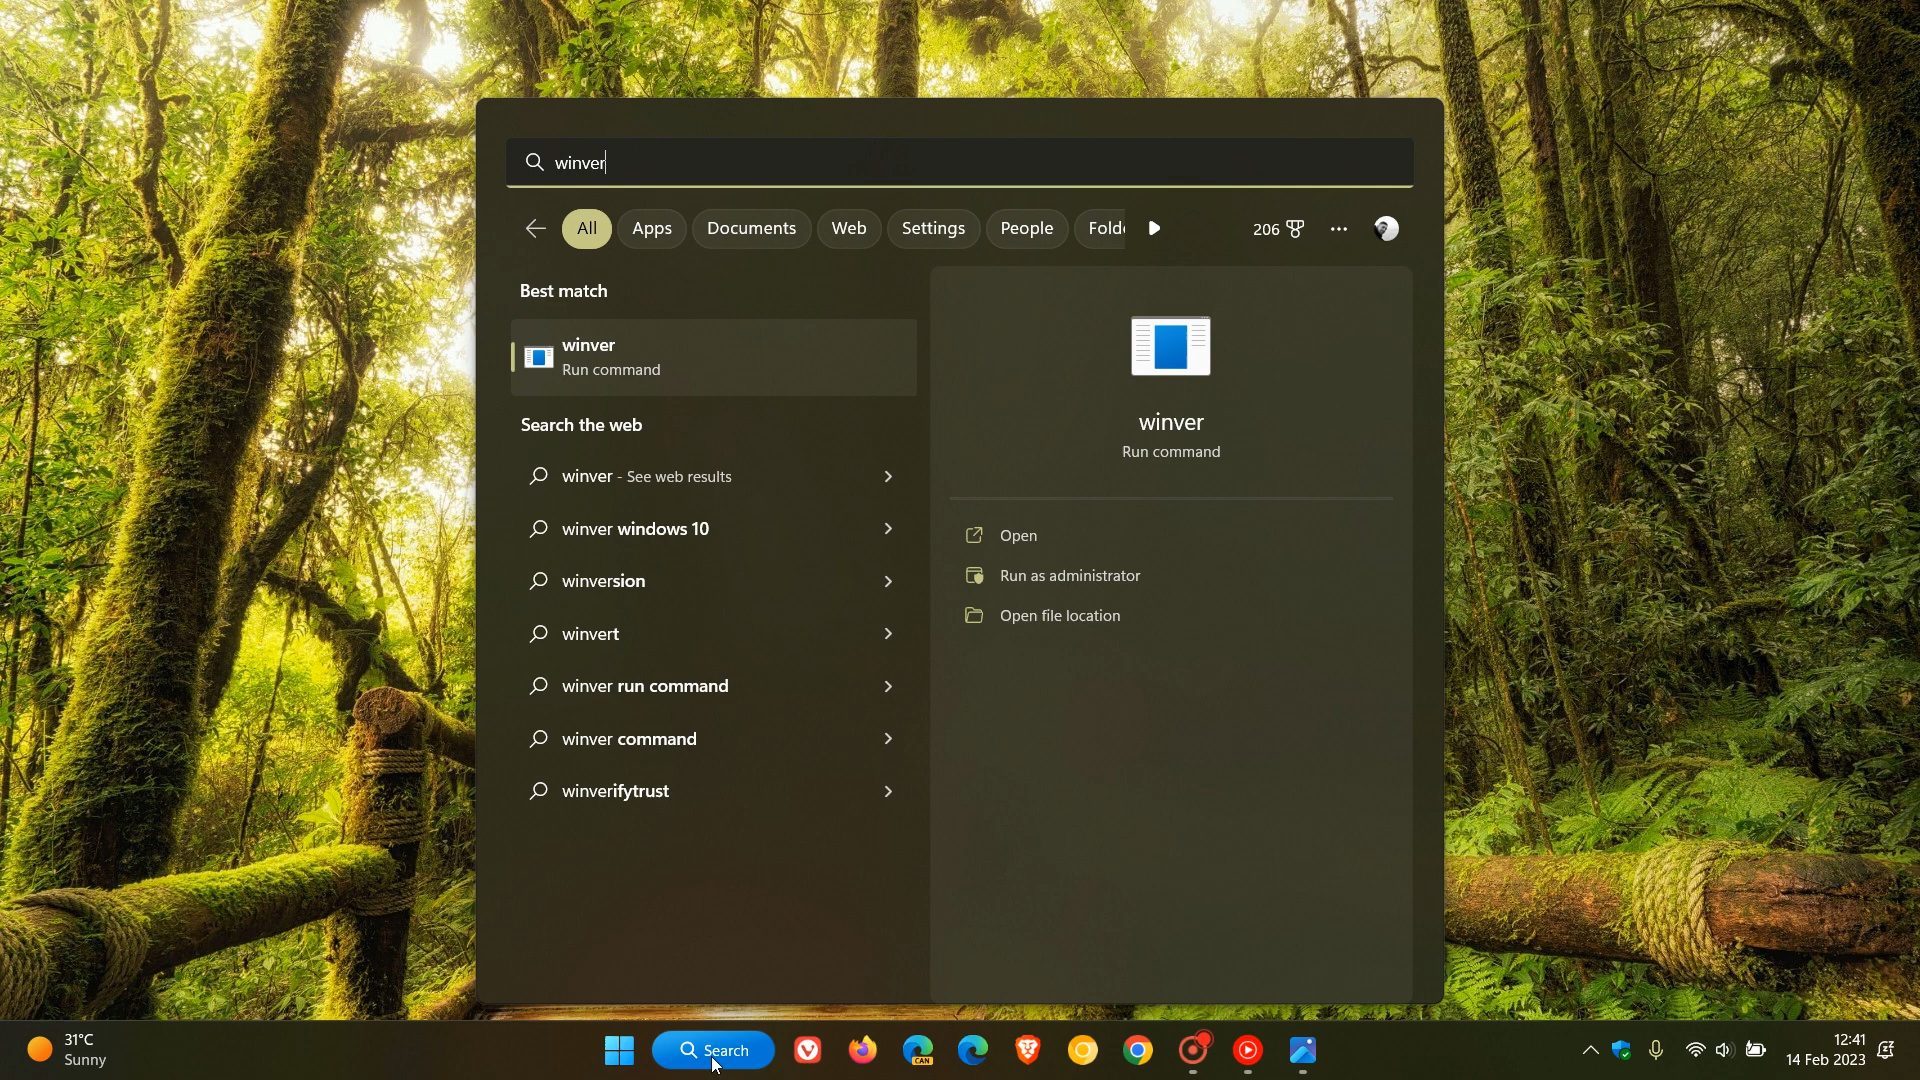 winver
All Apps Documents Web Settings People Folde 206
Best match
winver
Run command
Search the web
winver - See web results
winver windows 10
winversion
winvert
winver run command
winver command
winverifytrust
winver
Run command
Open
Run as administrator
Open file location
31°C
Sunny
Search
CAN
12:41
14 Feb 2023